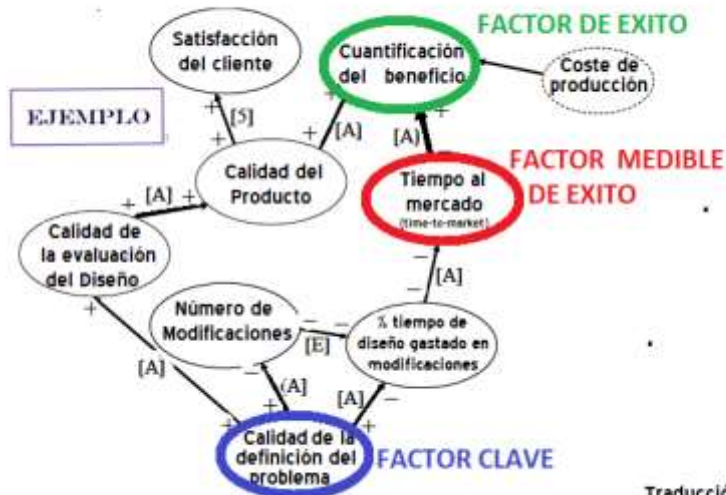 FACTOR DE EXITO
Satisfacción
del cliente
Cuantificación
del beneficio
Coste de
producción
EJEMPLO
+
[5]
+
+
[A]
+
+
[A]
−
Calidad del
Producto
FACTOR MEDIBLE
DE EXITO
Tiempo al
mercado
(time-to-market)
+
[A]
+
Calidad de
la evaluación
del Diseño
+
−
[A]
−
Número de
Modificaciones
−
−
[E]
% tiempo de
diseño gastado en
modificaciones
[A]
−
(A]
+
[A]
−
+
+
+
Calidad de la
definición del
problema
FACTOR CLAVE
Traducció